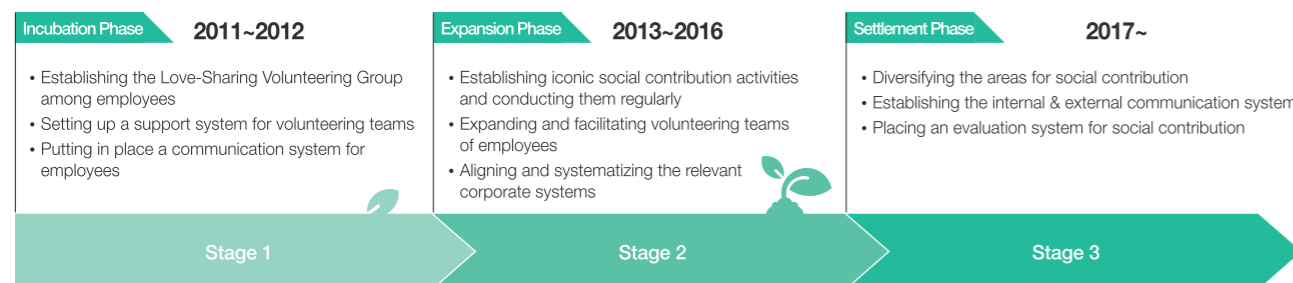 Incubation Phase 2011~2012
• Establishing the Love-Sharing Volunteering Group
among employees
• Setting up a support system for volunteering teams
• Putting in place a communication system for
employees
Stage 1
Expansion Phase 2013~2016
• Establishing iconic social contribution activities
and conducting them regularly
• Expanding and facilitating volunteering teams
of employees
• Aligning and systematizing the relevant
corporate systems
Stage 2
Settlement Phase 2017~
• Diversifying the areas for social contribution
• Establishing the internal & external communication system
• Placing an evaluation system for social contribution
Stage 3